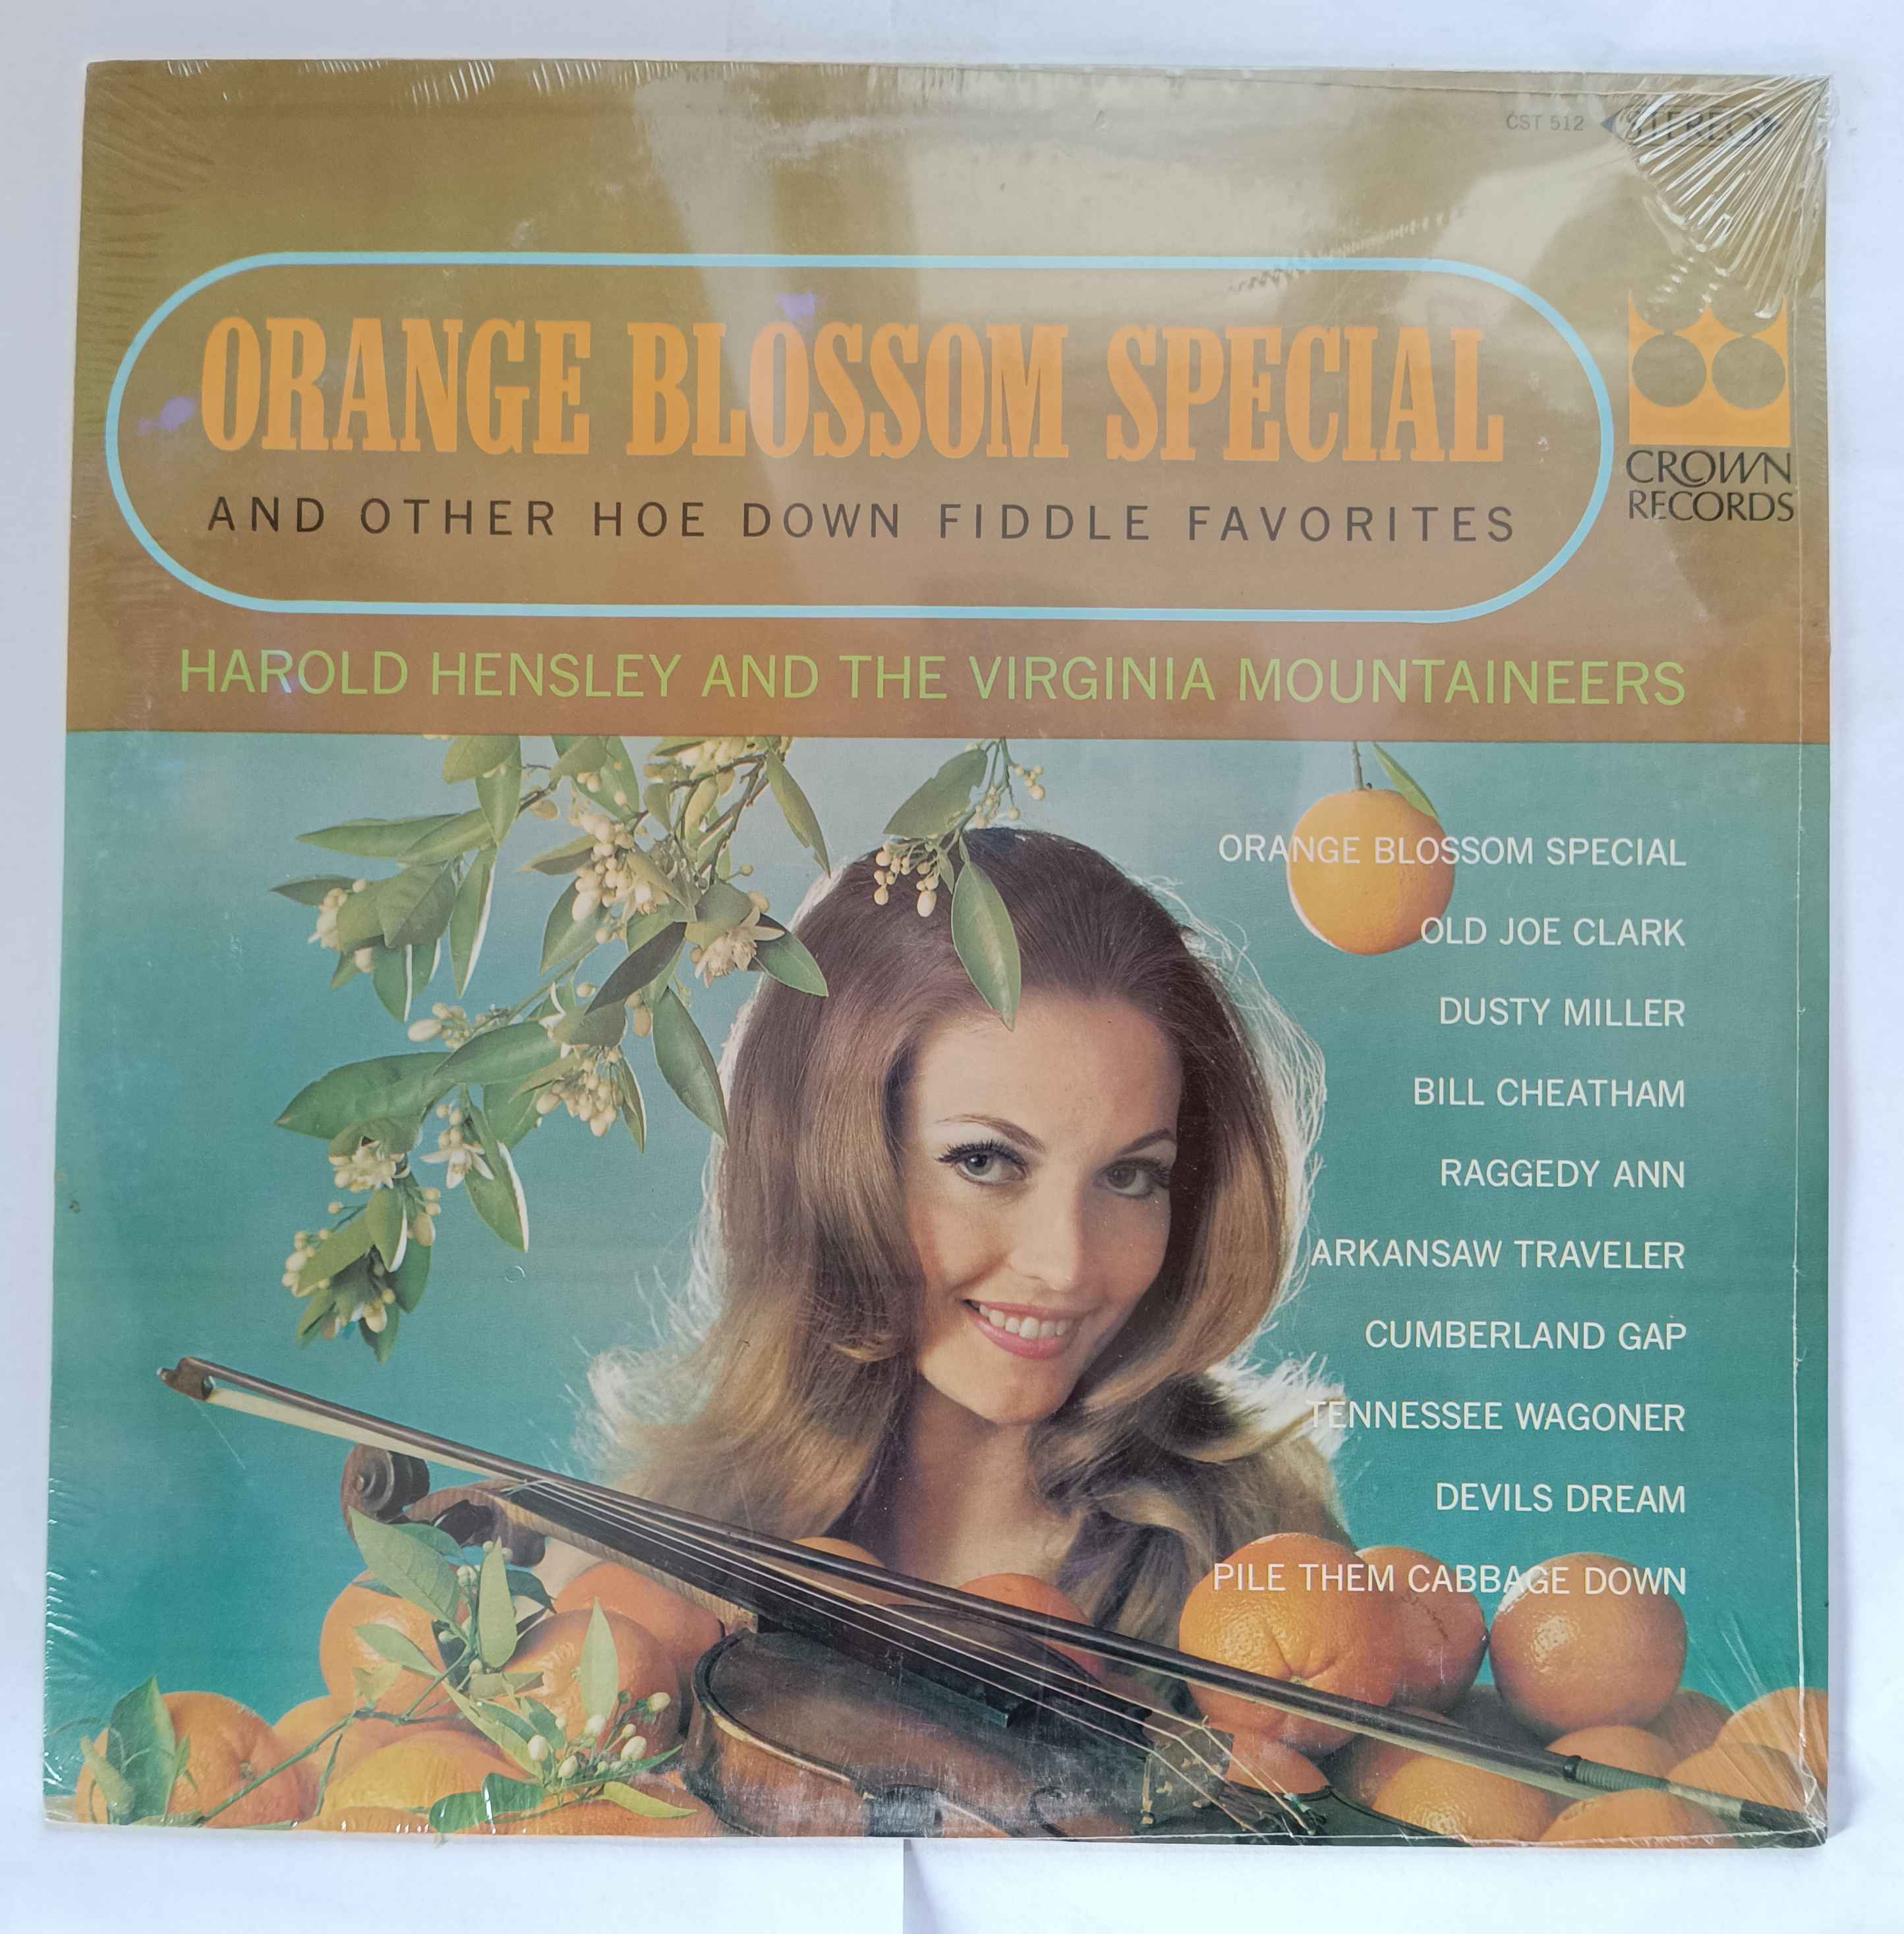 CST 512 STEREO
ORANGE BLOSSOM SPECIAL
AND OTHER HOE DOWN FIDDLE FAVORITES
CROWN
RECORDS
HAROLD HENSLEY AND THE VIRGINIA MOUNTAINEERS
ORANGE BLOSSOM SPECIAL
OLD JOE CLARK
DUSTY MILLER
BILL CHEATHAM
RAGGEDY ANN
ARKANSAW TRAVELER
CUMBERLAND GAP
TENNESSEE WAGONER
DEVILS DREAM
PILE THEM CABBAGE DOWN